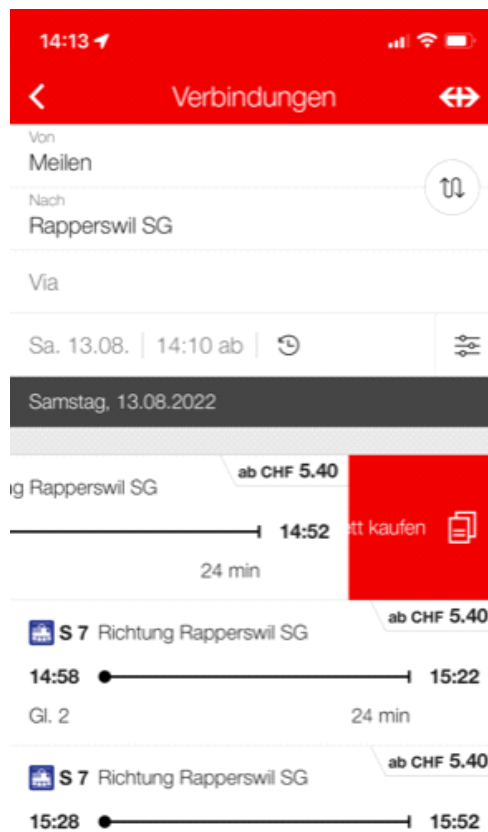 14:13
Verbindungen
Von
Meilen
Nach
Rapperswil SG
Via
Sa. 13.08. | 14:10 ab
Samstag, 13.08.2022
ab CHF 5.40
Rapperswil SG
14:52
kaufen
24 min
ab CHF 5.40
S 7 Richtung Rapperswil SG
14:58 15:22
Gl. 2 24 min
ab CHF 5.40
S 7 Richtung Rapperswil SG
15:28 15:52